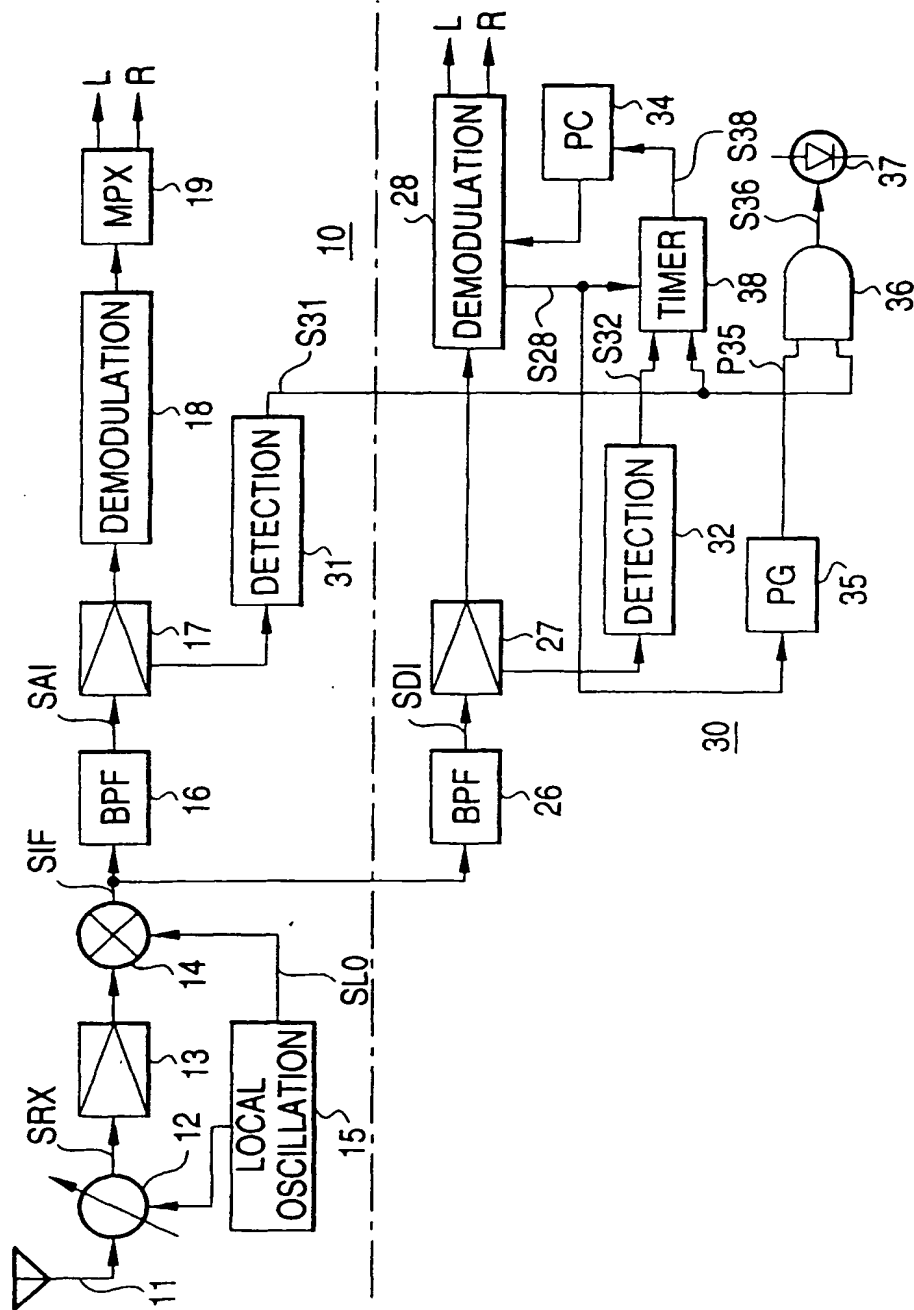 11
SRX
12
13
14
SLO
LOCAL
OSCILLATION
15
SIF
BPF
16
SAI
17
DEMODULATION
18
MPX
19
L
R
DETECTION
31
S31
10
BPF
26
SDI
27
DEMODULATION
28
L
R
PC
34
S28
S38
TIMER
38
S32
DETECTION
32
30
PG
35
P35
36
S36
37